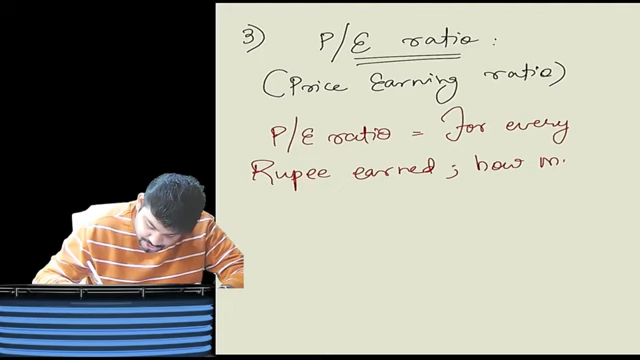 3) P/E ratio :
(Price Earning ratio)
P/E ratio = For every
Rupee earned ; how